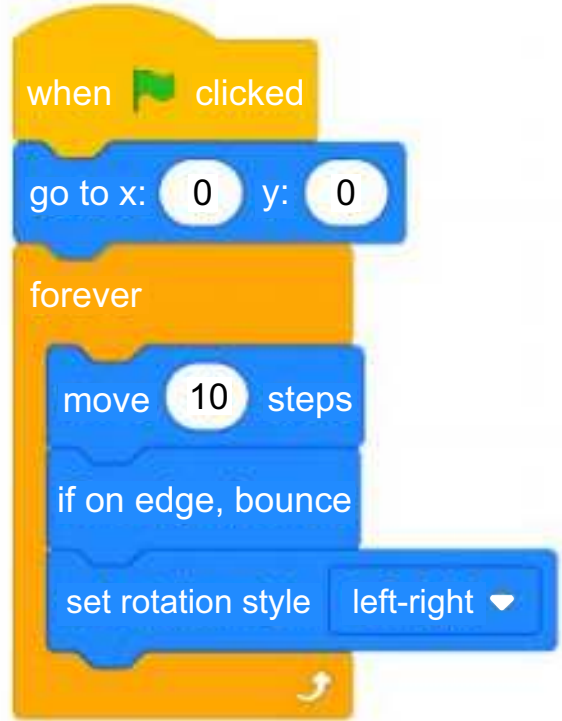 when clicked
go to x: 0 y: 0
forever
move 10 steps
if on edge, bounce
set rotation style left-right